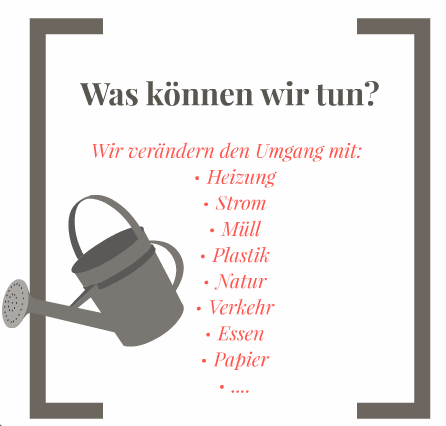 Was können wir tun?
Wir verändern den Umgang mit:
• Heizung
• Strom
• Müll
• Plastik
• Natur
• Verkehr
• Essen
• Papier
• ....